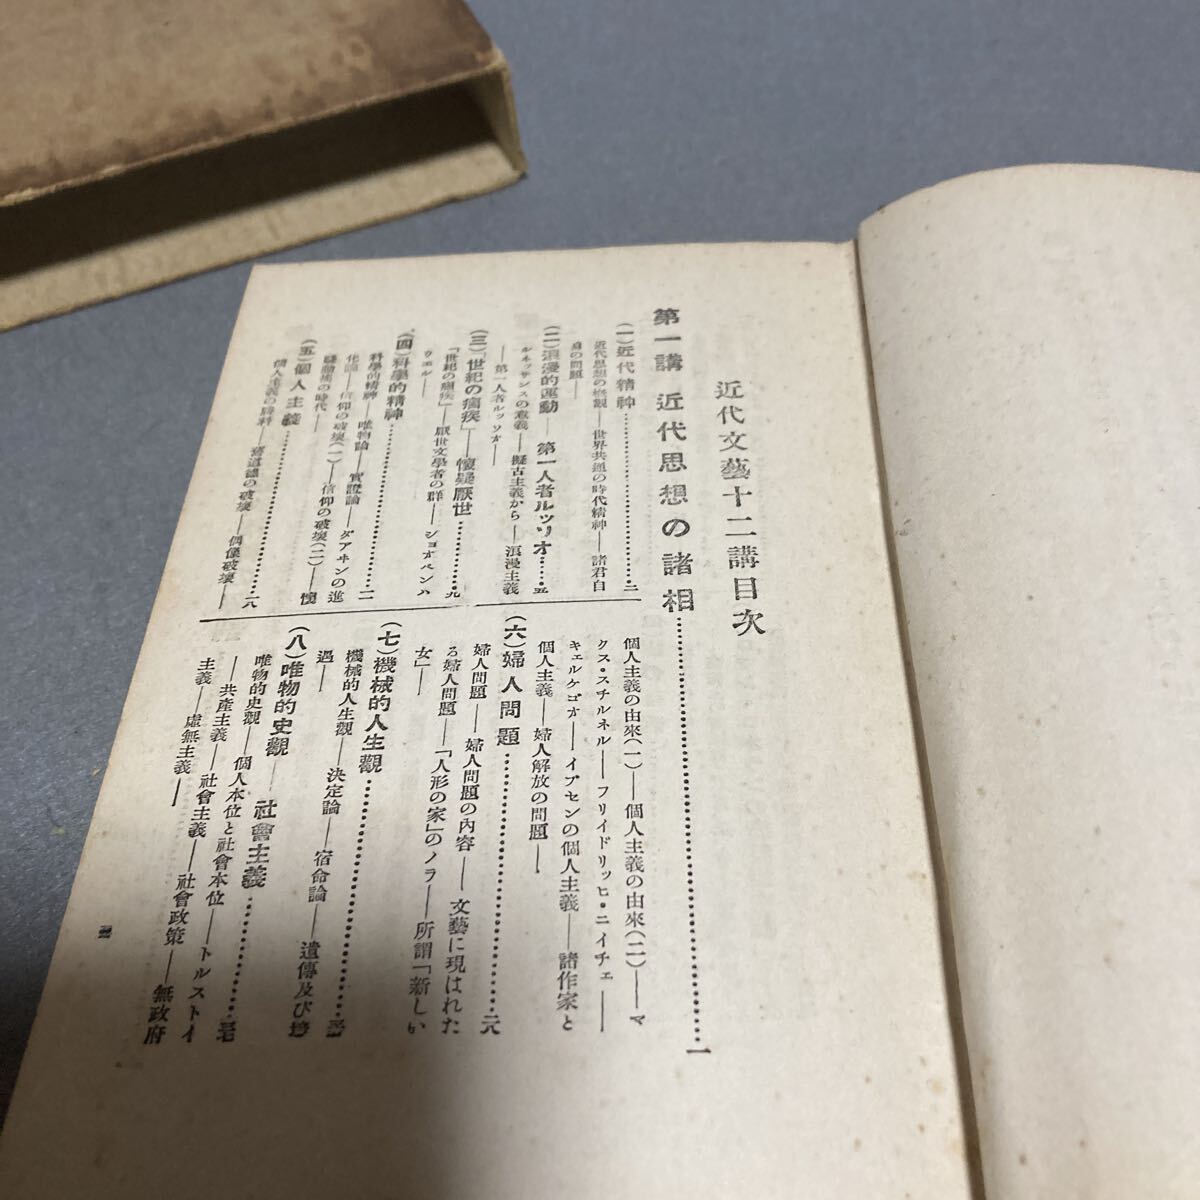 近代文藝十二講目次
第一講 近代思想の諸相…………一
(一)近代精神…………二
近代思想の概觀――世界共通の時代精神――諸君自
身の問題――
(二)浪漫的運動――第一人者ルッソオ……五
ルネッサンスの意義――擬古主義から――浪漫主義
――第一人者ルッソオ――
(三)「世紀の病疾」――懷疑厭世………九
「世紀の病疾」――厭世文學者の群――ショオペンハ
ウエル――
(四)科學的精神…………二
科學的精神――唯物論――實證論――ダアヰンの進
化論――信仰の破壞(一)――信仰の破壞(二)――懷
疑動搖の時代――
(五)個人主義…………一八
個人主義の勝利――舊道德の破壞――偶像破壞――
個人主義の由來(一)――個人主義の由來(二)――マ
クス・スチルネル――フリイドリッヒ・ニイチェ――
キェルケゴオ――イプセンの個人主義――諸作家と
個人主義――婦人解放の問題――
(六)婦人問題…………二八
婦人問題――婦人問題の內容――文藝に現はれた
る婦人問題――「人形の家」のノラ――所謂「新しい
女」――
(七)機械的人生觀…………
機械的人生觀――決定論――宿命論――遺傳及び境
遇――
(八)唯物的史觀――社會主義…………三七
唯物的史觀――個人本位と社會本位――トルストイ
――共產主義――社會主義――社會政策――無政府
主義――虛無主義――